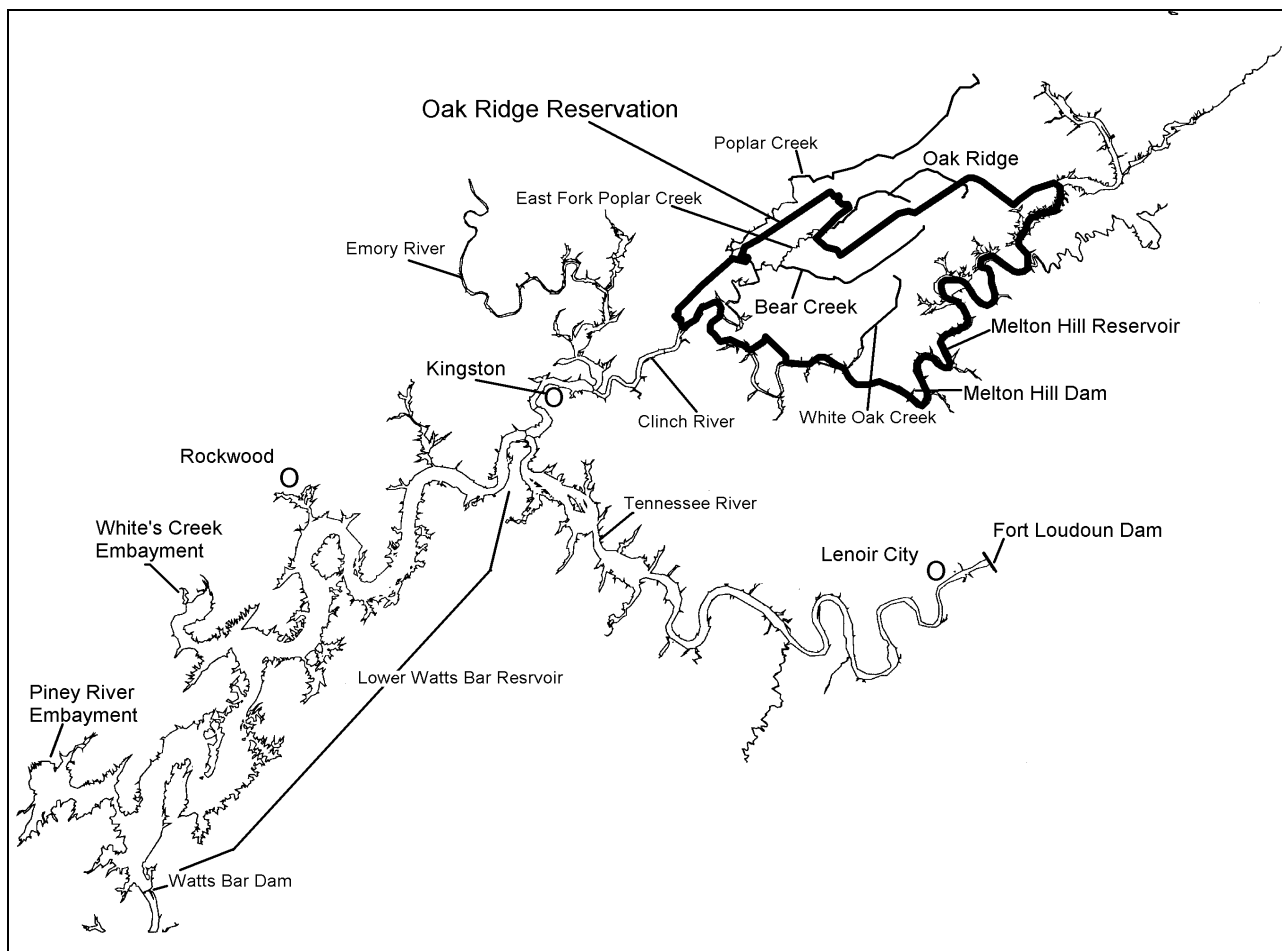 Oak Ridge Reservation
Poplar Creek
Oak Ridge
East Fork Poplar Creek
Emory River
Bear Creek
Melton Hill Reservoir
Kingston
Melton Hill Dam
White Oak Creek
Clinch River
Rockwood
Tennessee River
White's Creek
Embayment
Fort Loudoun Dam
Lenoir City
Lower Watts Bar Resrvoir
Piney River
Embayment
Watts Bar Dam